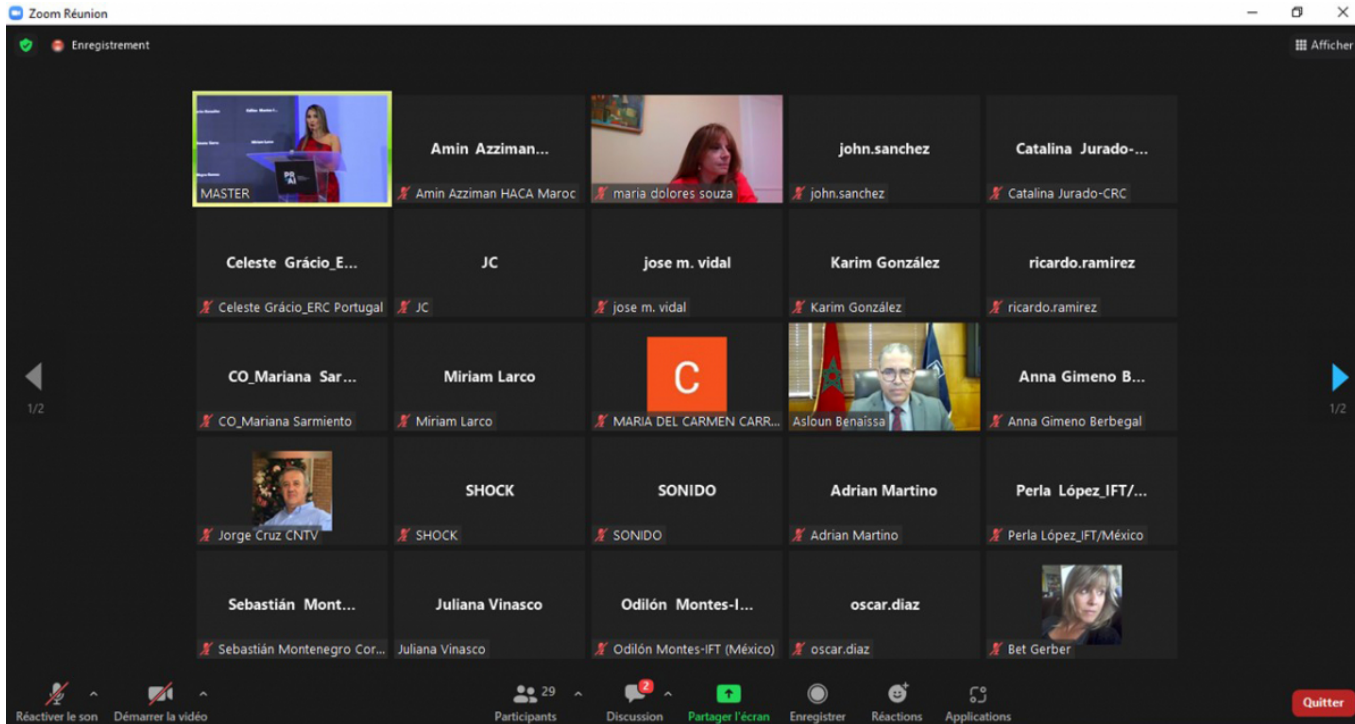 Zoom Réunion
Enregistrement
Afficher
MASTER
Amin Azziman...
Amin Azziman HACA Maroc
maria dolores souza
john.sanchez
john.sanchez
Catalina Jurado-...
Catalina Jurado-CRC
Celeste Grácio_E...
Celeste Grácio_ERC Portugal
JC
JC
jose m. vidal
jose m. vidal
Karim González
Karim González
ricardo.ramirez
ricardo.ramirez
1/2
CO_Mariana Sar...
CO_Mariana Sarmiento
Miriam Larco
Miriam Larco
C
MARIA DEL CARMEN CARR...
Asloun Benaissa
Anna Gimeno B...
Anna Gimeno Berbegal
1/2
Jorge Cruz CNTV
SHOCK
SHOCK
SONIDO
SONIDO
Adrian Martino
Adrian Martino
Perla López_IFT/...
Perla López_IFT/México
Sebastián Mont...
Sebastián Montenegro Cor...
Juliana Vinasco
Juliana Vinasco
Odilón Montes-I...
Odilón Montes-IFT (México)
oscar.diaz
oscar.diaz
Bet Gerber
Réactiver le son
Démarrer la vidéo
29
Participants
2
Discussion
Partager l'écran
Enregistrer
Réactions
Applications
Quitter